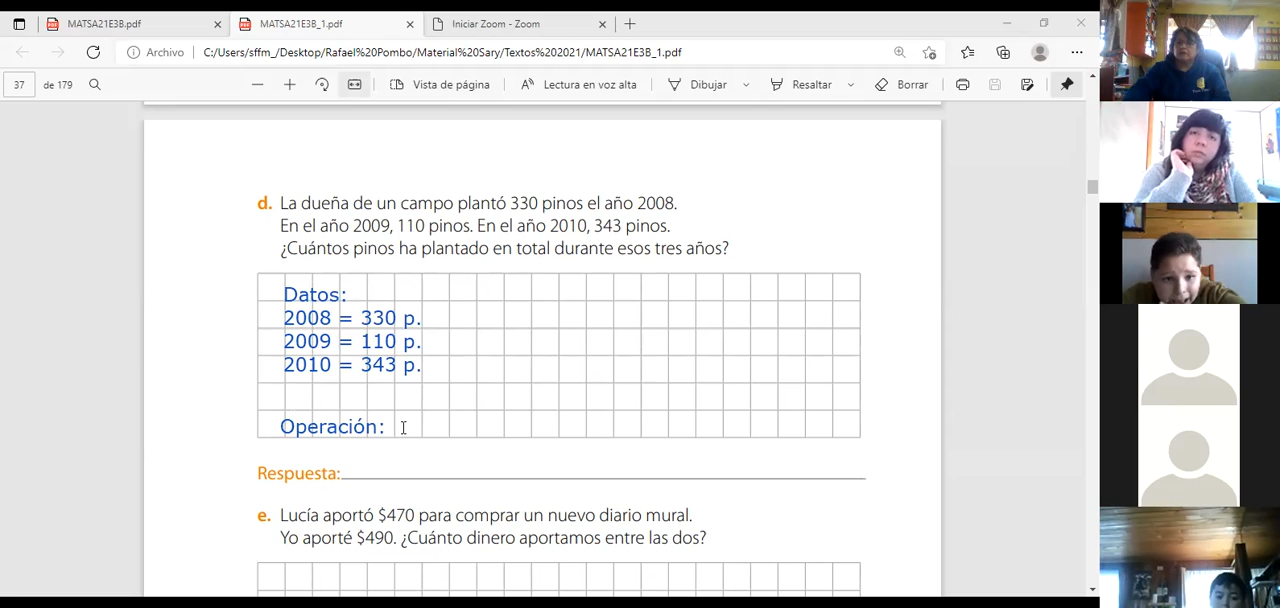 MATSA21E3B.pdf
MATSA21E3B_1.pdf
Iniciar Zoom - Zoom
Archivo
C:/Users/sffm_/Desktop/Rafael%20Pombo/Material%20Sary/Textos%202021/MATSA21E3B_1.pdf
37
de 179
Vista de página
Lectura en voz alta
Dibujar
Resaltar
Borrar
d. La dueña de un campo plantó 330 pinos el año 2008.
En el año 2009, 110 pinos. En el año 2010, 343 pinos.
¿Cuántos pinos ha plantado en total durante esos tres años?
Datos:
2008 = 330 p.
2009 = 110 p.
2010 = 343 p.
Operación:
Respuesta:
e. Lucía aportó $470 para comprar un nuevo diario mural.
Yo aporté $490. ¿Cuánto dinero aportamos entre las dos?